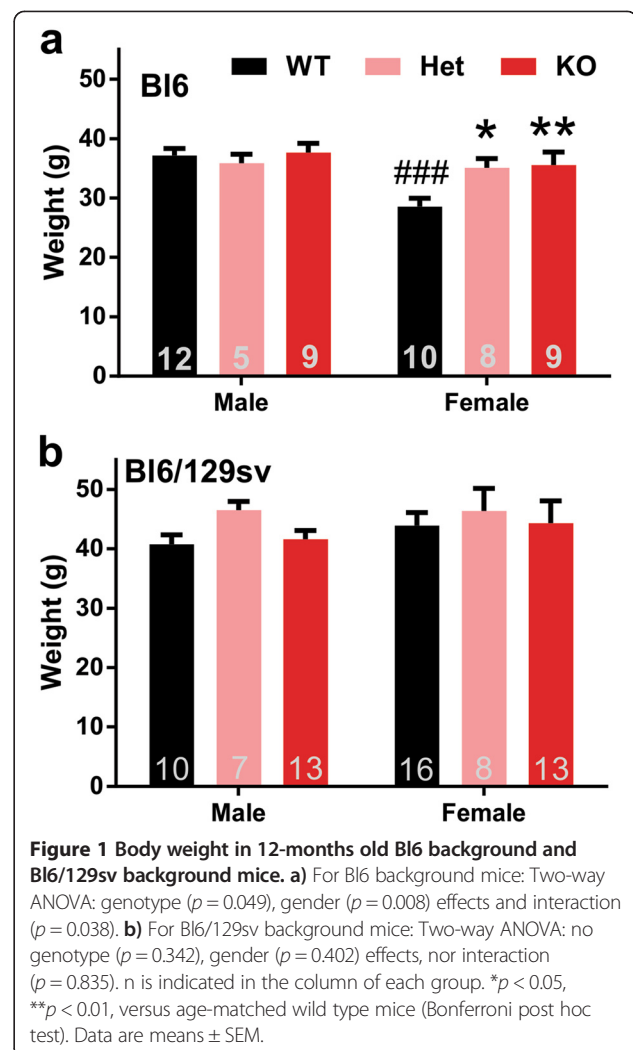 a
WT Het KO
Bl6
Weight (g)
50
40
30
20
10
0
###
*
**
12 5 9 10 8 9
Male Female
b
Bl6/129sv
Weight (g)
50
40
30
20
10
0
10 7 13 16 8 13
Male Female
Figure 1 Body weight in 12-months old Bl6 background and
Bl6/129sv background mice. a) For Bl6 background mice: Two-way
ANOVA: genotype (p = 0.049), gender (p = 0.008) effects and interaction
(p = 0.038). b) For Bl6/129sv background mice: Two-way ANOVA: no
genotype (p = 0.342), gender (p = 0.402) effects, nor interaction
(p = 0.835). n is indicated in the column of each group. *p < 0.05,
**p < 0.01, versus age-matched wild type mice (Bonferroni post hoc
test). Data are means ± SEM.